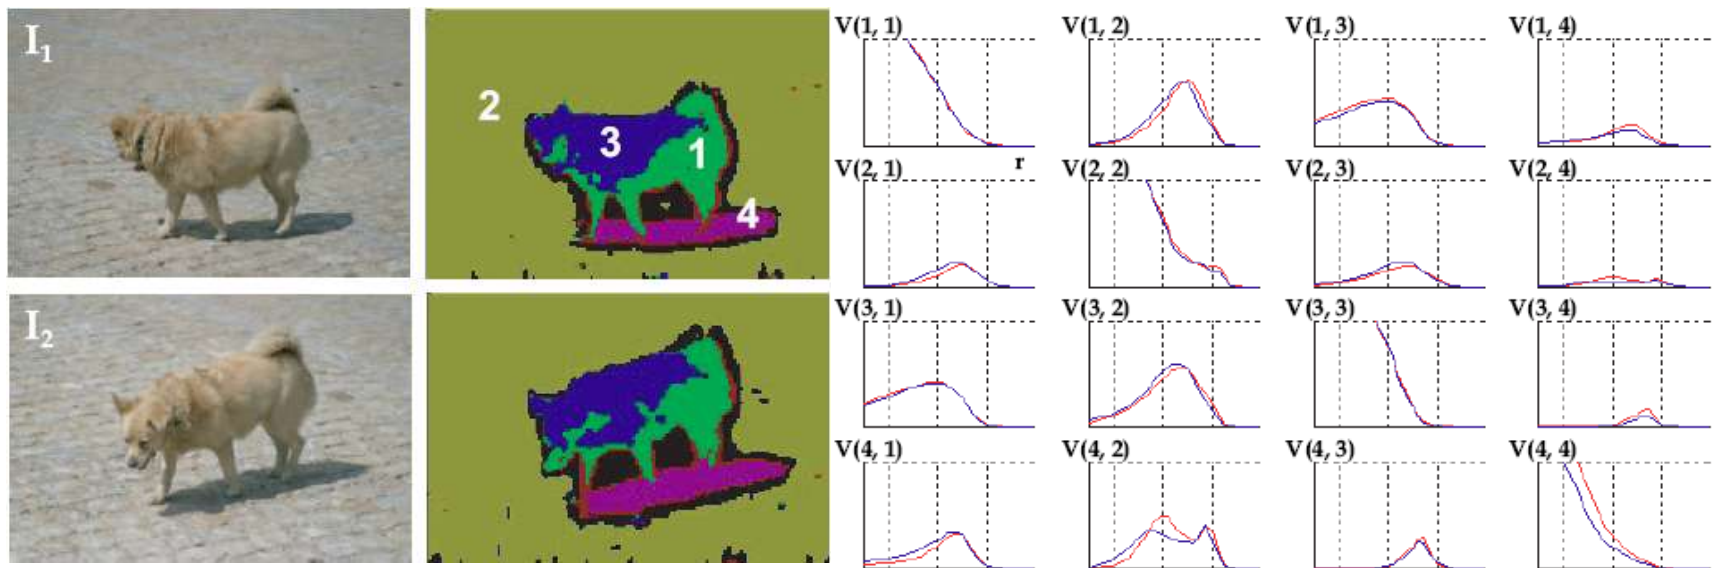 I1
2
3
1
4
I2
V(1, 1)
V(1, 2)
V(1, 3)
V(1, 4)
r
V(2, 1)
V(2, 2)
V(2, 3)
V(2, 4)
V(3, 1)
V(3, 2)
V(3, 3)
V(3, 4)
V(4, 1)
V(4, 2)
V(4, 3)
V(4, 4)